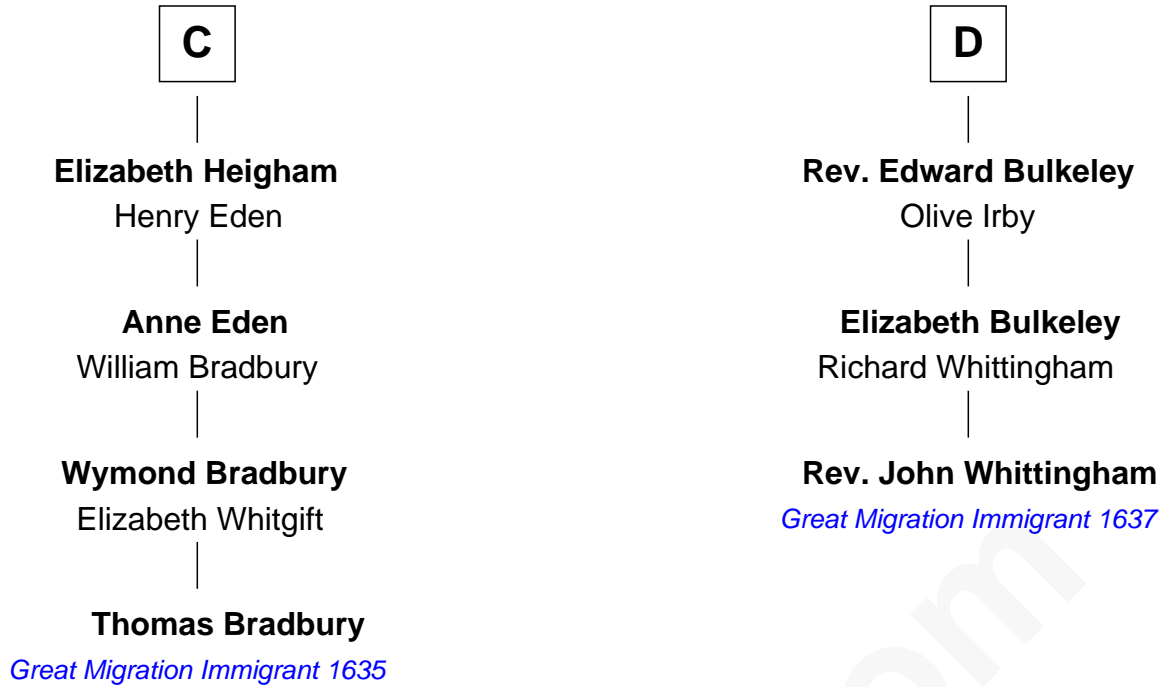 C
Elizabeth Heigham
Henry Eden
Anne Eden
William Bradbury
Wymond Bradbury
Elizabeth Whitgift
Thomas Bradbury
Great Migration Immigrant 1635
D
Rev. Edward Bulkeley
Olive Irby
Elizabeth Bulkeley
Richard Whittingham
Rev. John Whittingham
Great Migration Immigrant 1637
om